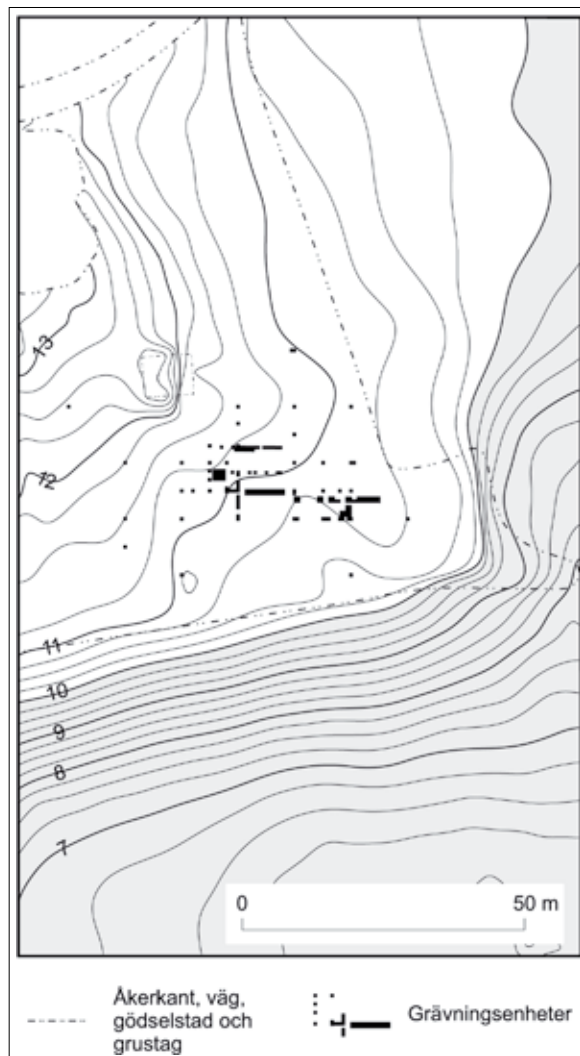 13
12
11
10
9
8
7
0 50 m
Åkerkant, väg,
gödselstad och
grustag
Grävningsenheter